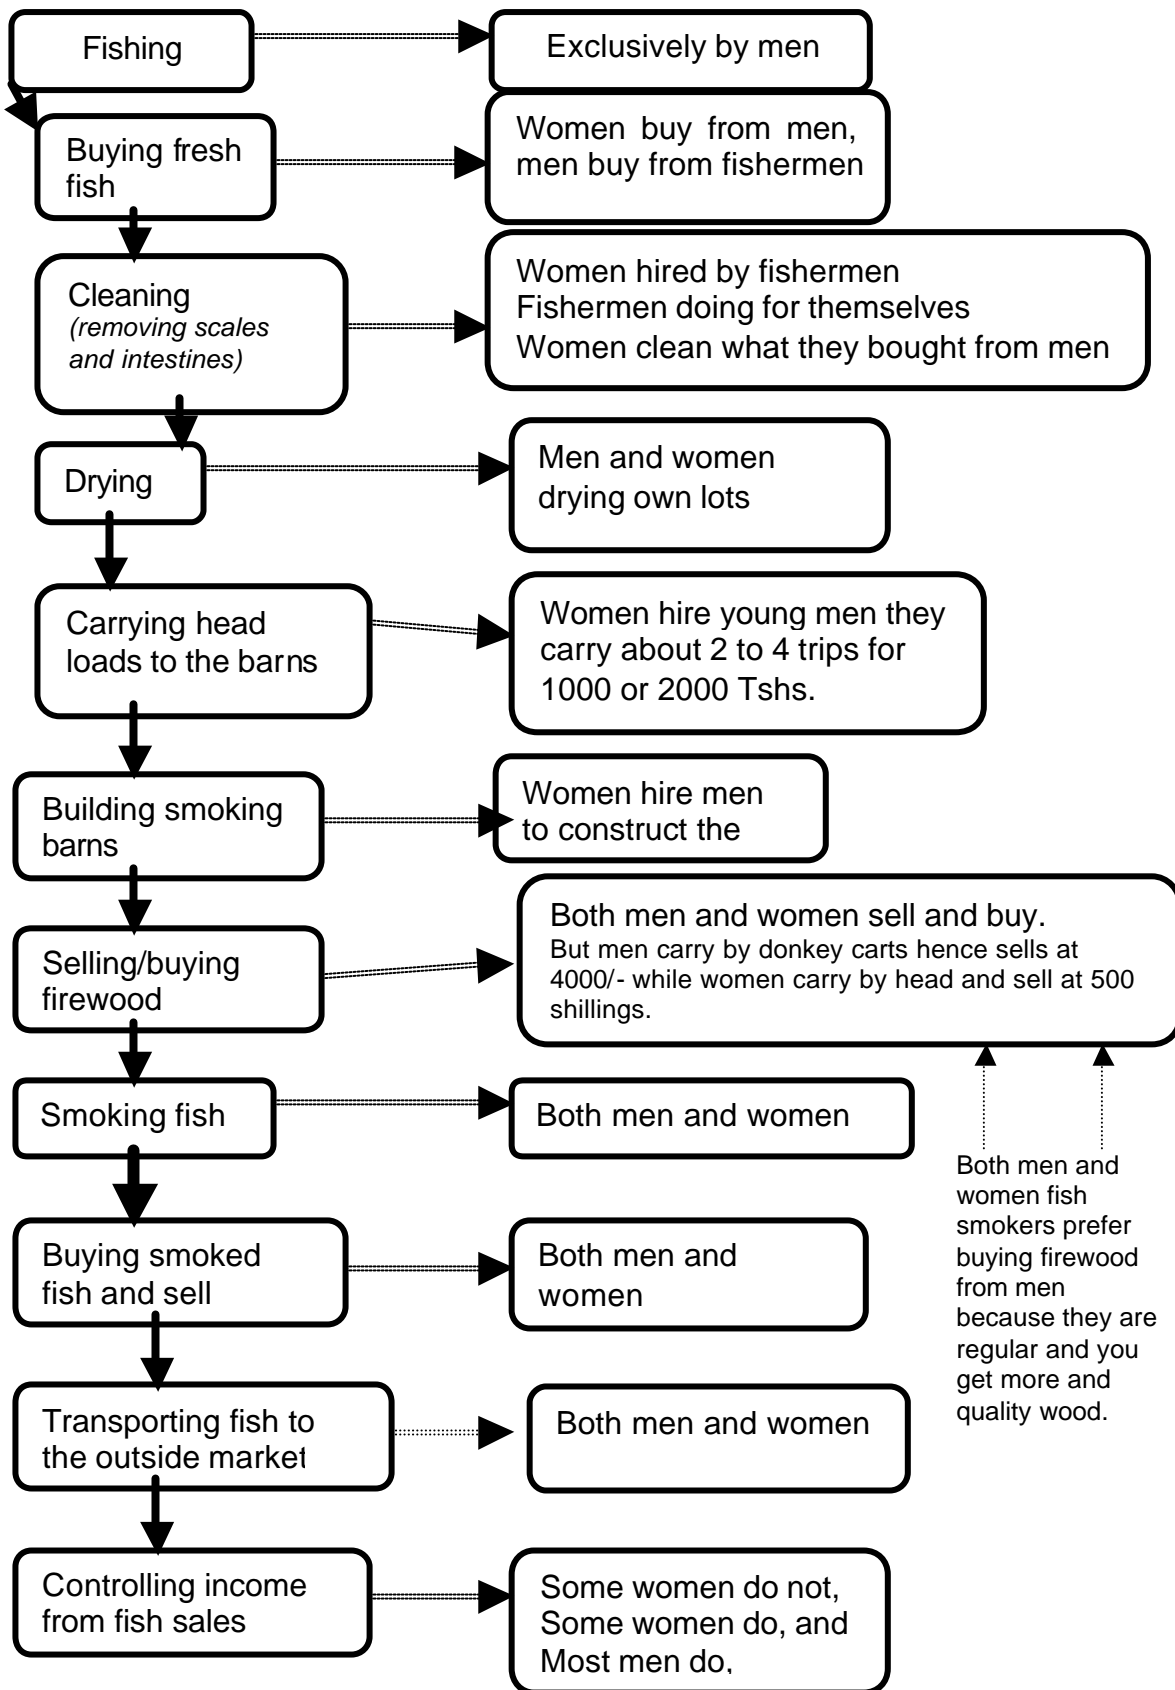 Fishing
Exclusively by men
Buying fresh
fish
Women buy from men,
men buy from fishermen
Cleaning
(removing scales
and intestines)
Women hired by fishermen
Fishermen doing for themselves
Women clean what they bought from men
Drying
Men and women
drying own lots
Carrying head
loads to the barns
Women hire young men they
carry about 2 to 4 trips for
1000 or 2000 Tshs.
Building smoking
barns
Women hire men
to construct the
Selling/buying
firewood
Both men and women sell and buy.
But men carry by donkey carts hence sells at
4000/- while women carry by head and sell at 500
shillings.
Smoking fish
Both men and women
Both men and
women fish
smokers prefer
buying firewood
from men
because they are
regular and you
get more and
quality wood.
Buying smoked
fish and sell
Both men and
women
Transporting fish to
the outside market
Both men and women
Controlling income
from fish sales
Some women do not,
Some women do, and
Most men do,